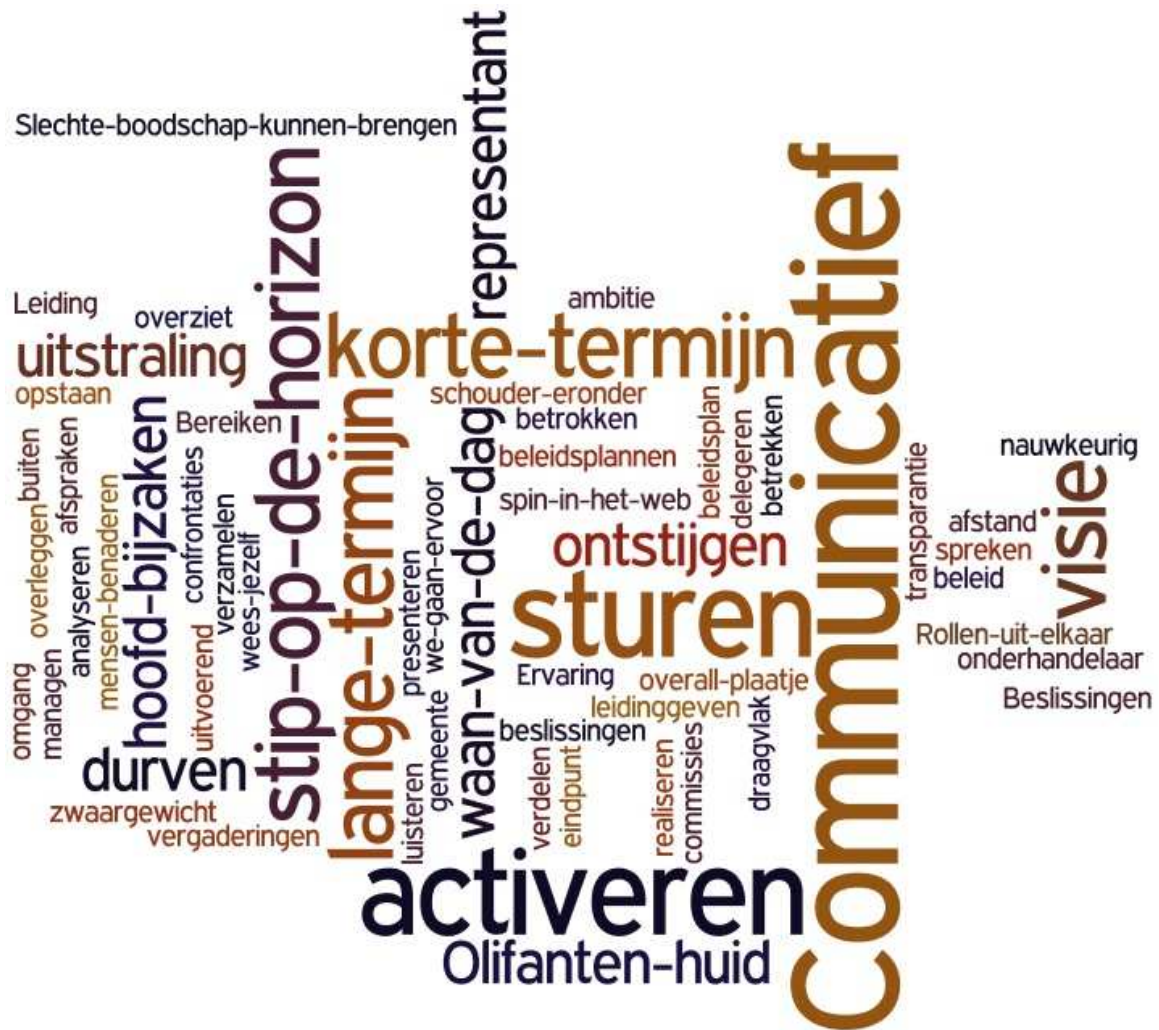 Slechte-boodschap-kunnen-brengen
representant
stip-op-de-horizon
Communicatief
Leiding
overziet
ambitie
uitstraling
korte-termijn
opstaan
schouder-eronder
Bereiken
betrokken
beleidsplan
delegeren
betrekken
lange-termijn
hoofd-bijzaken
waan-van-de-dag
buiten
afspraken
confrontaties
beleidsplannen
nauwkeurig
transparantie
visie
overleggen
mensen-benaderen
verzamelen
we-gaan-ervoor
spin-in-het-web
afstand
analyseren
wees-jezelf
presenteren
ontstijgen
spreken
sturen
beleid
Rollen-uit-elkaar
onderhandelaar
omgang
managen
uitvoerend
gemeente
Ervaring
overall-plaatje
leidinggeven
Beslissingen
beslissingen
durven
verdelen
eindpunt
realiseren
commissies
draagvlak
zwaargewicht
vergaderingen
luisteren
activeren
Olifanten-huid